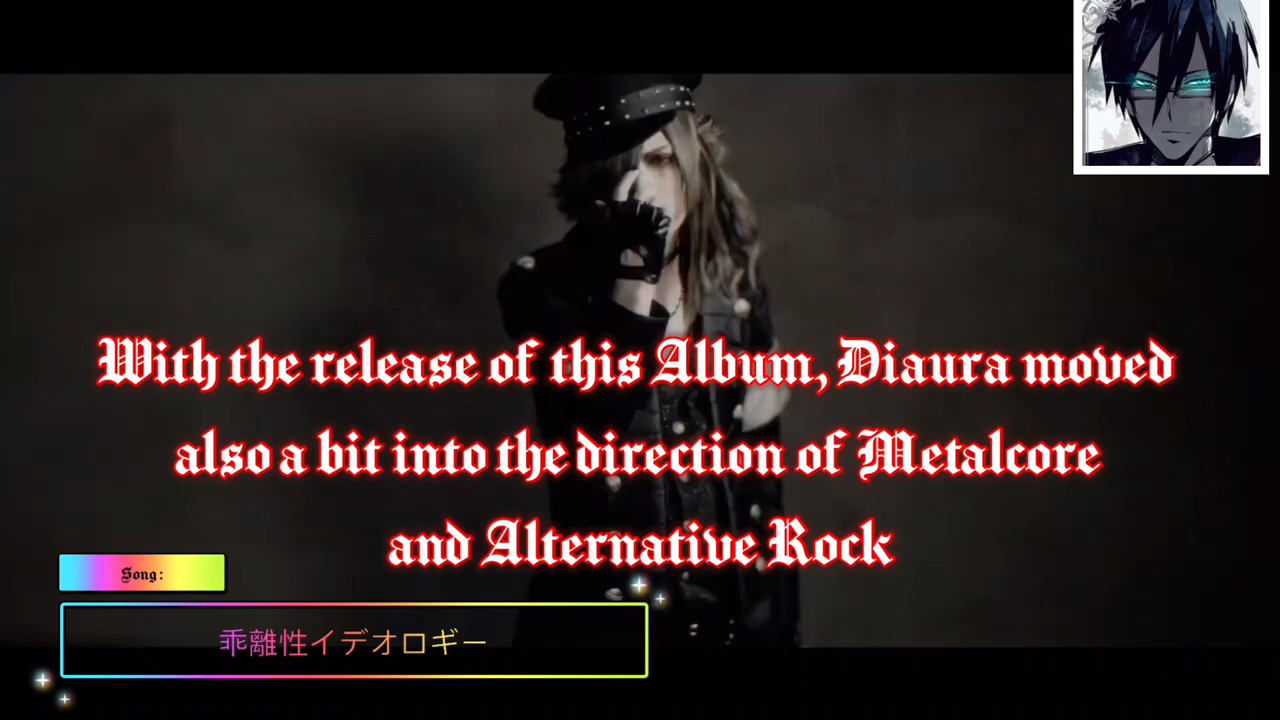 With the release of this Album, Diaura moved
also a bit into the direction of Metalcore
and Alternative Rock
Song:
乖離性イデオロギー